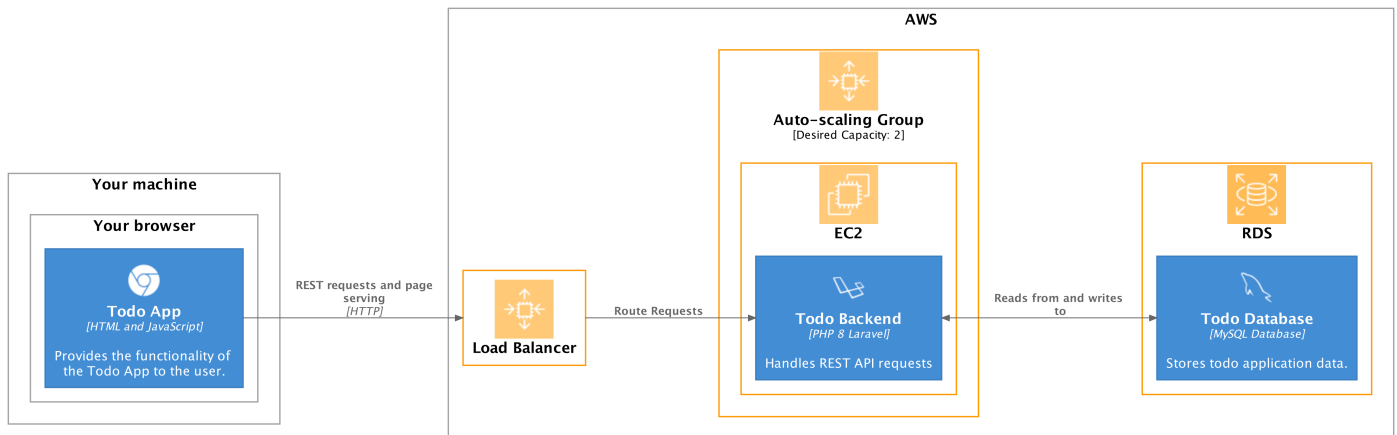 AWS
Auto-scaling Group
[Desired Capacity: 2]
Your machine
Your browser
EC2
RDS
Todo App
[HTML and JavaScript]
Provides the functionality of
the Todo App to the user.
REST requests and page
serving
[HTTP]
Load Balancer
Route Requests
Todo Backend
[PHP 8 Laravel]
Handles REST API requests
Reads from and writes
to
Todo Database
[MySQL Database]
Stores todo application data.